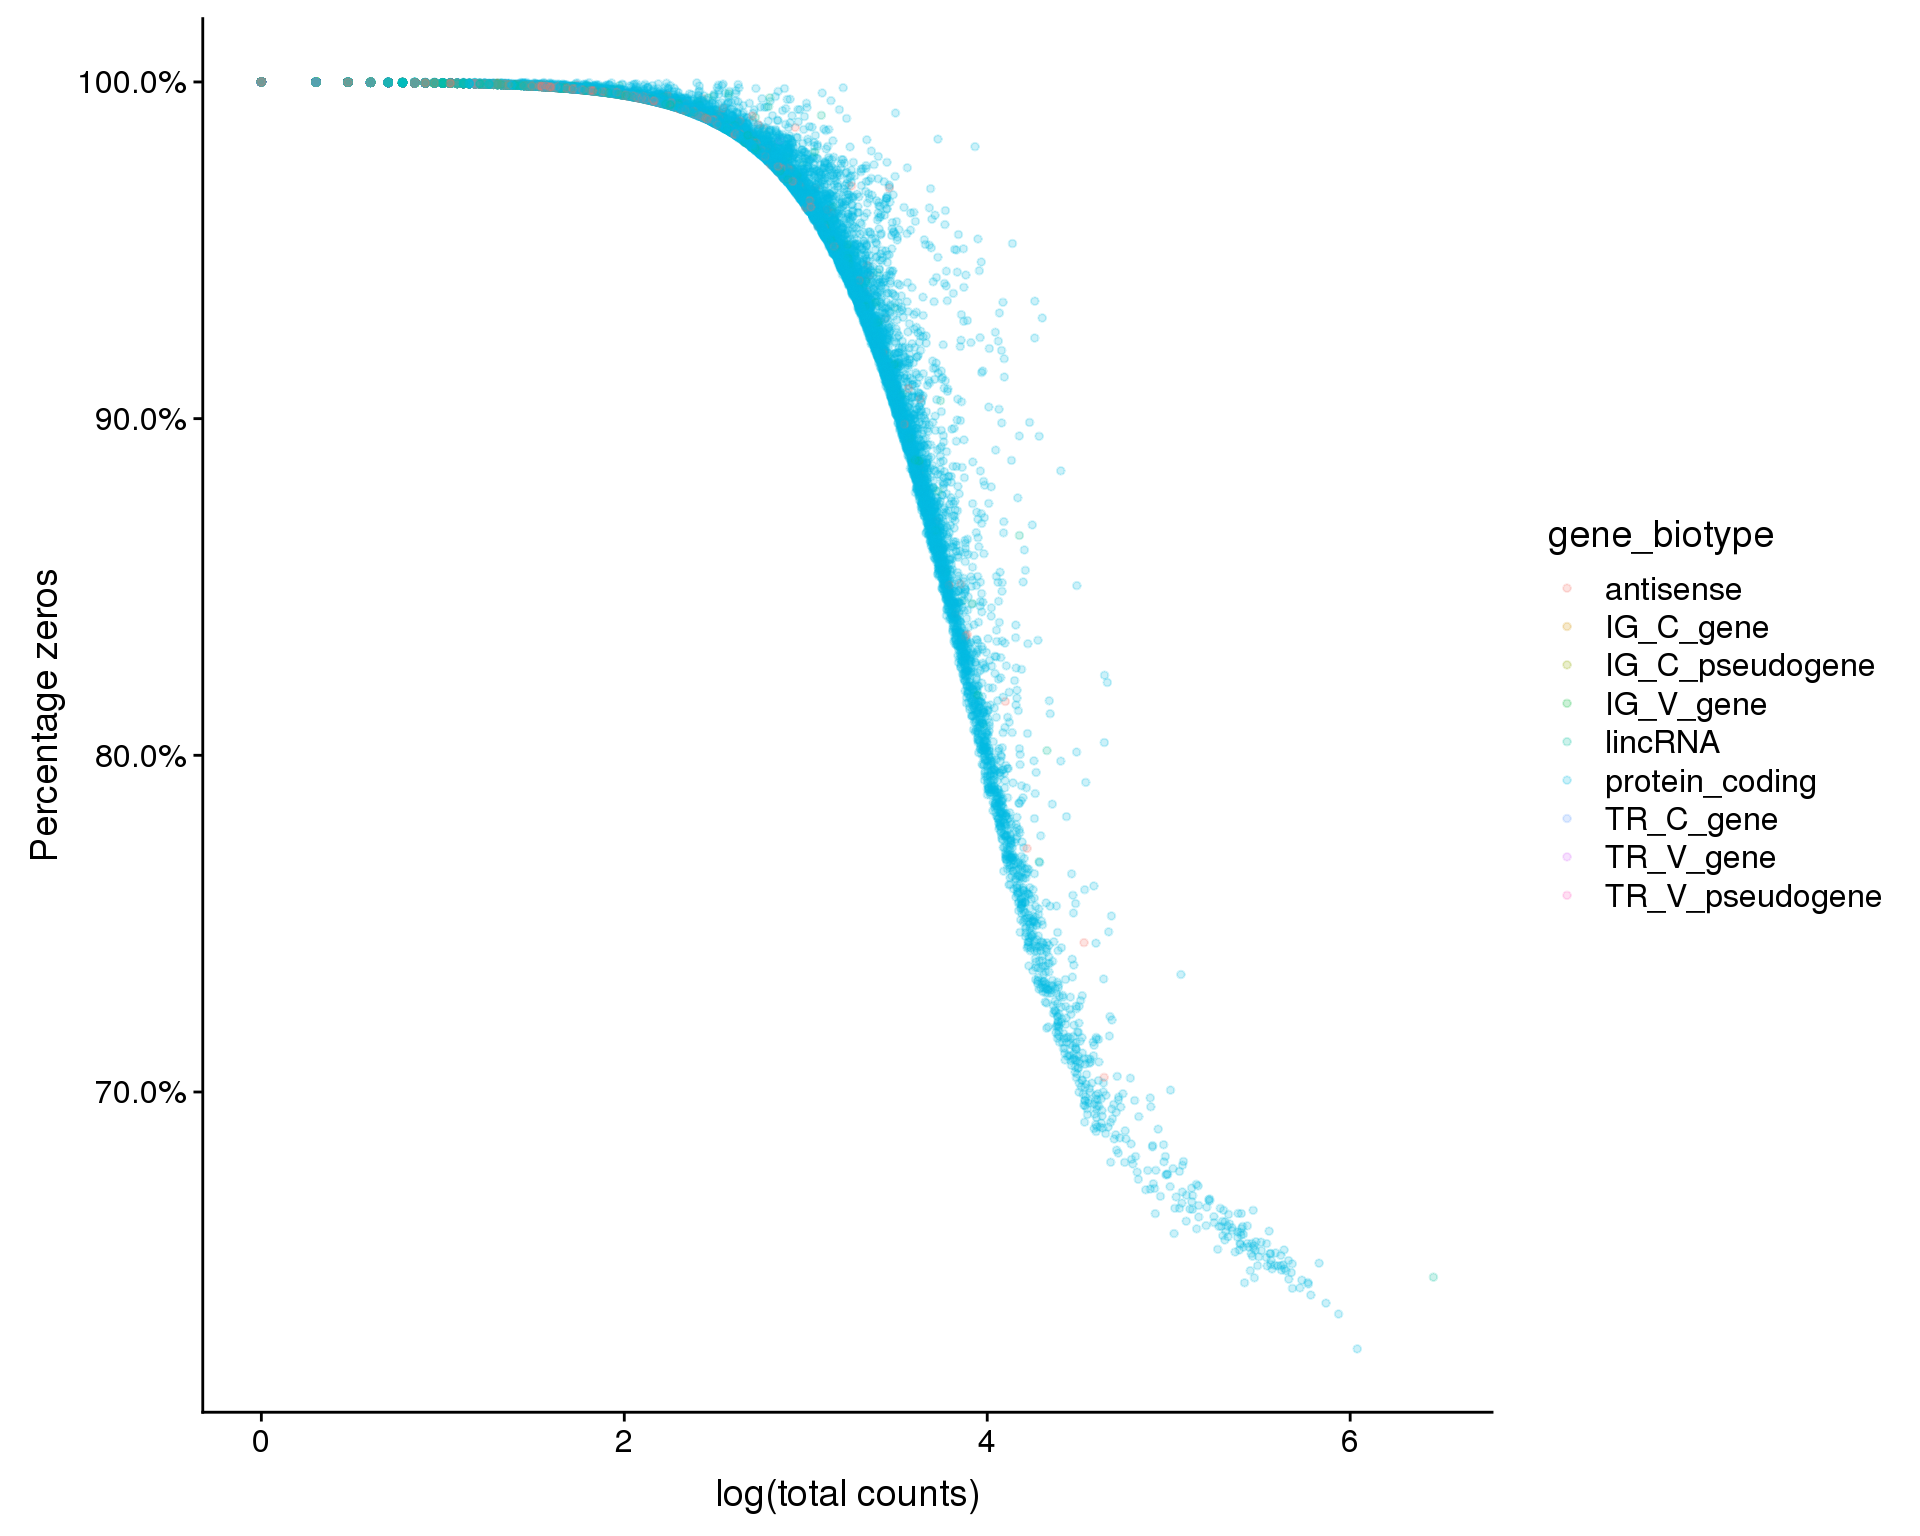 100.0%
90.0%
80.0%
70.0%
Percentage zeros
0
2
4
6
log(total counts)
gene_biotype
antisense
IG_C_gene
IG_C_pseudogene
IG_V_gene
lincRNA
protein_coding
TR_C_gene
TR_V_gene
TR_V_pseudogene